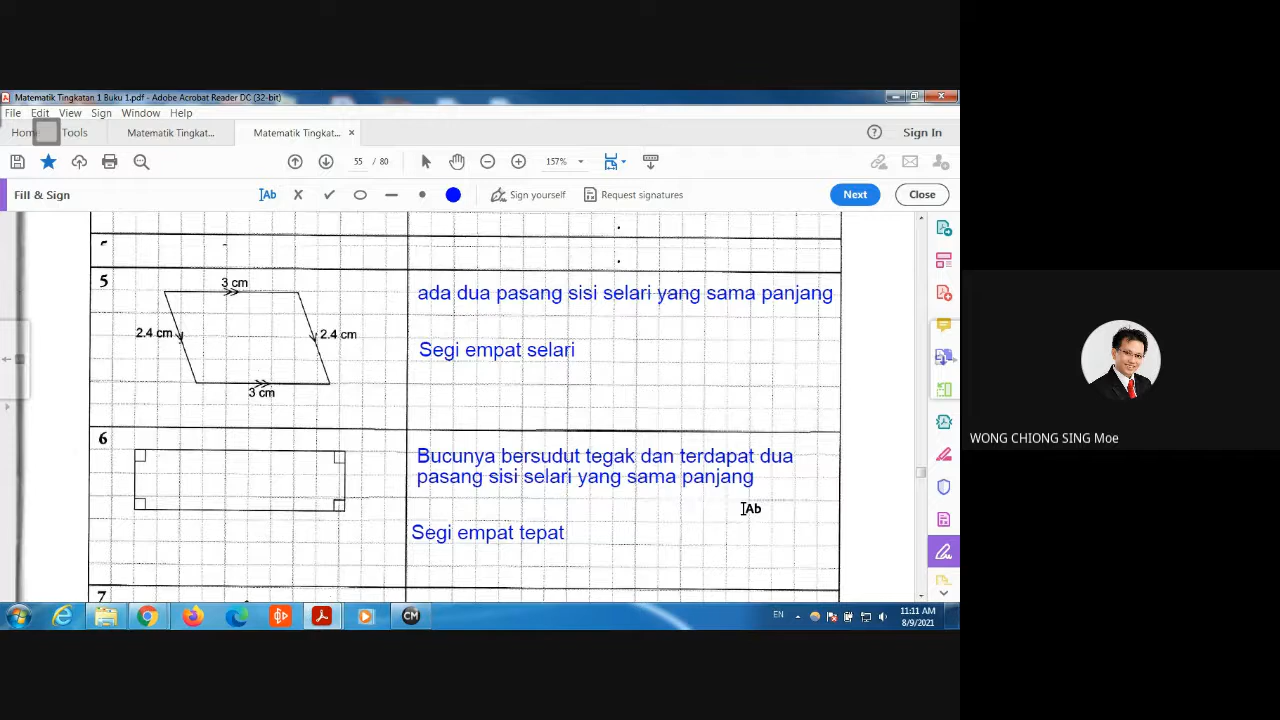 Matematik Tingkatan 1 Buku 1.pdf - Adobe Acrobat Reader DC (32-bit)
File Edit View Sign Window Help
Tools Matematik Tingkat... Matematik Tingkat... × Sign In
55 / 80 157%
Fill & Sign Ab Sign yourself Request signatures Next Close
5
3 cm
2.4 cm
2.4 cm
3 cm
ada dua pasang sisi selari yang sama panjang
Segi empat selari
6
Bucunya bersudut tegak dan terdapat dua
pasang sisi selari yang sama panjang
Ab
Segi empat tepat
7
WONG CHIONG SING Moe
EN
11:11 AM
8/9/2021
CM